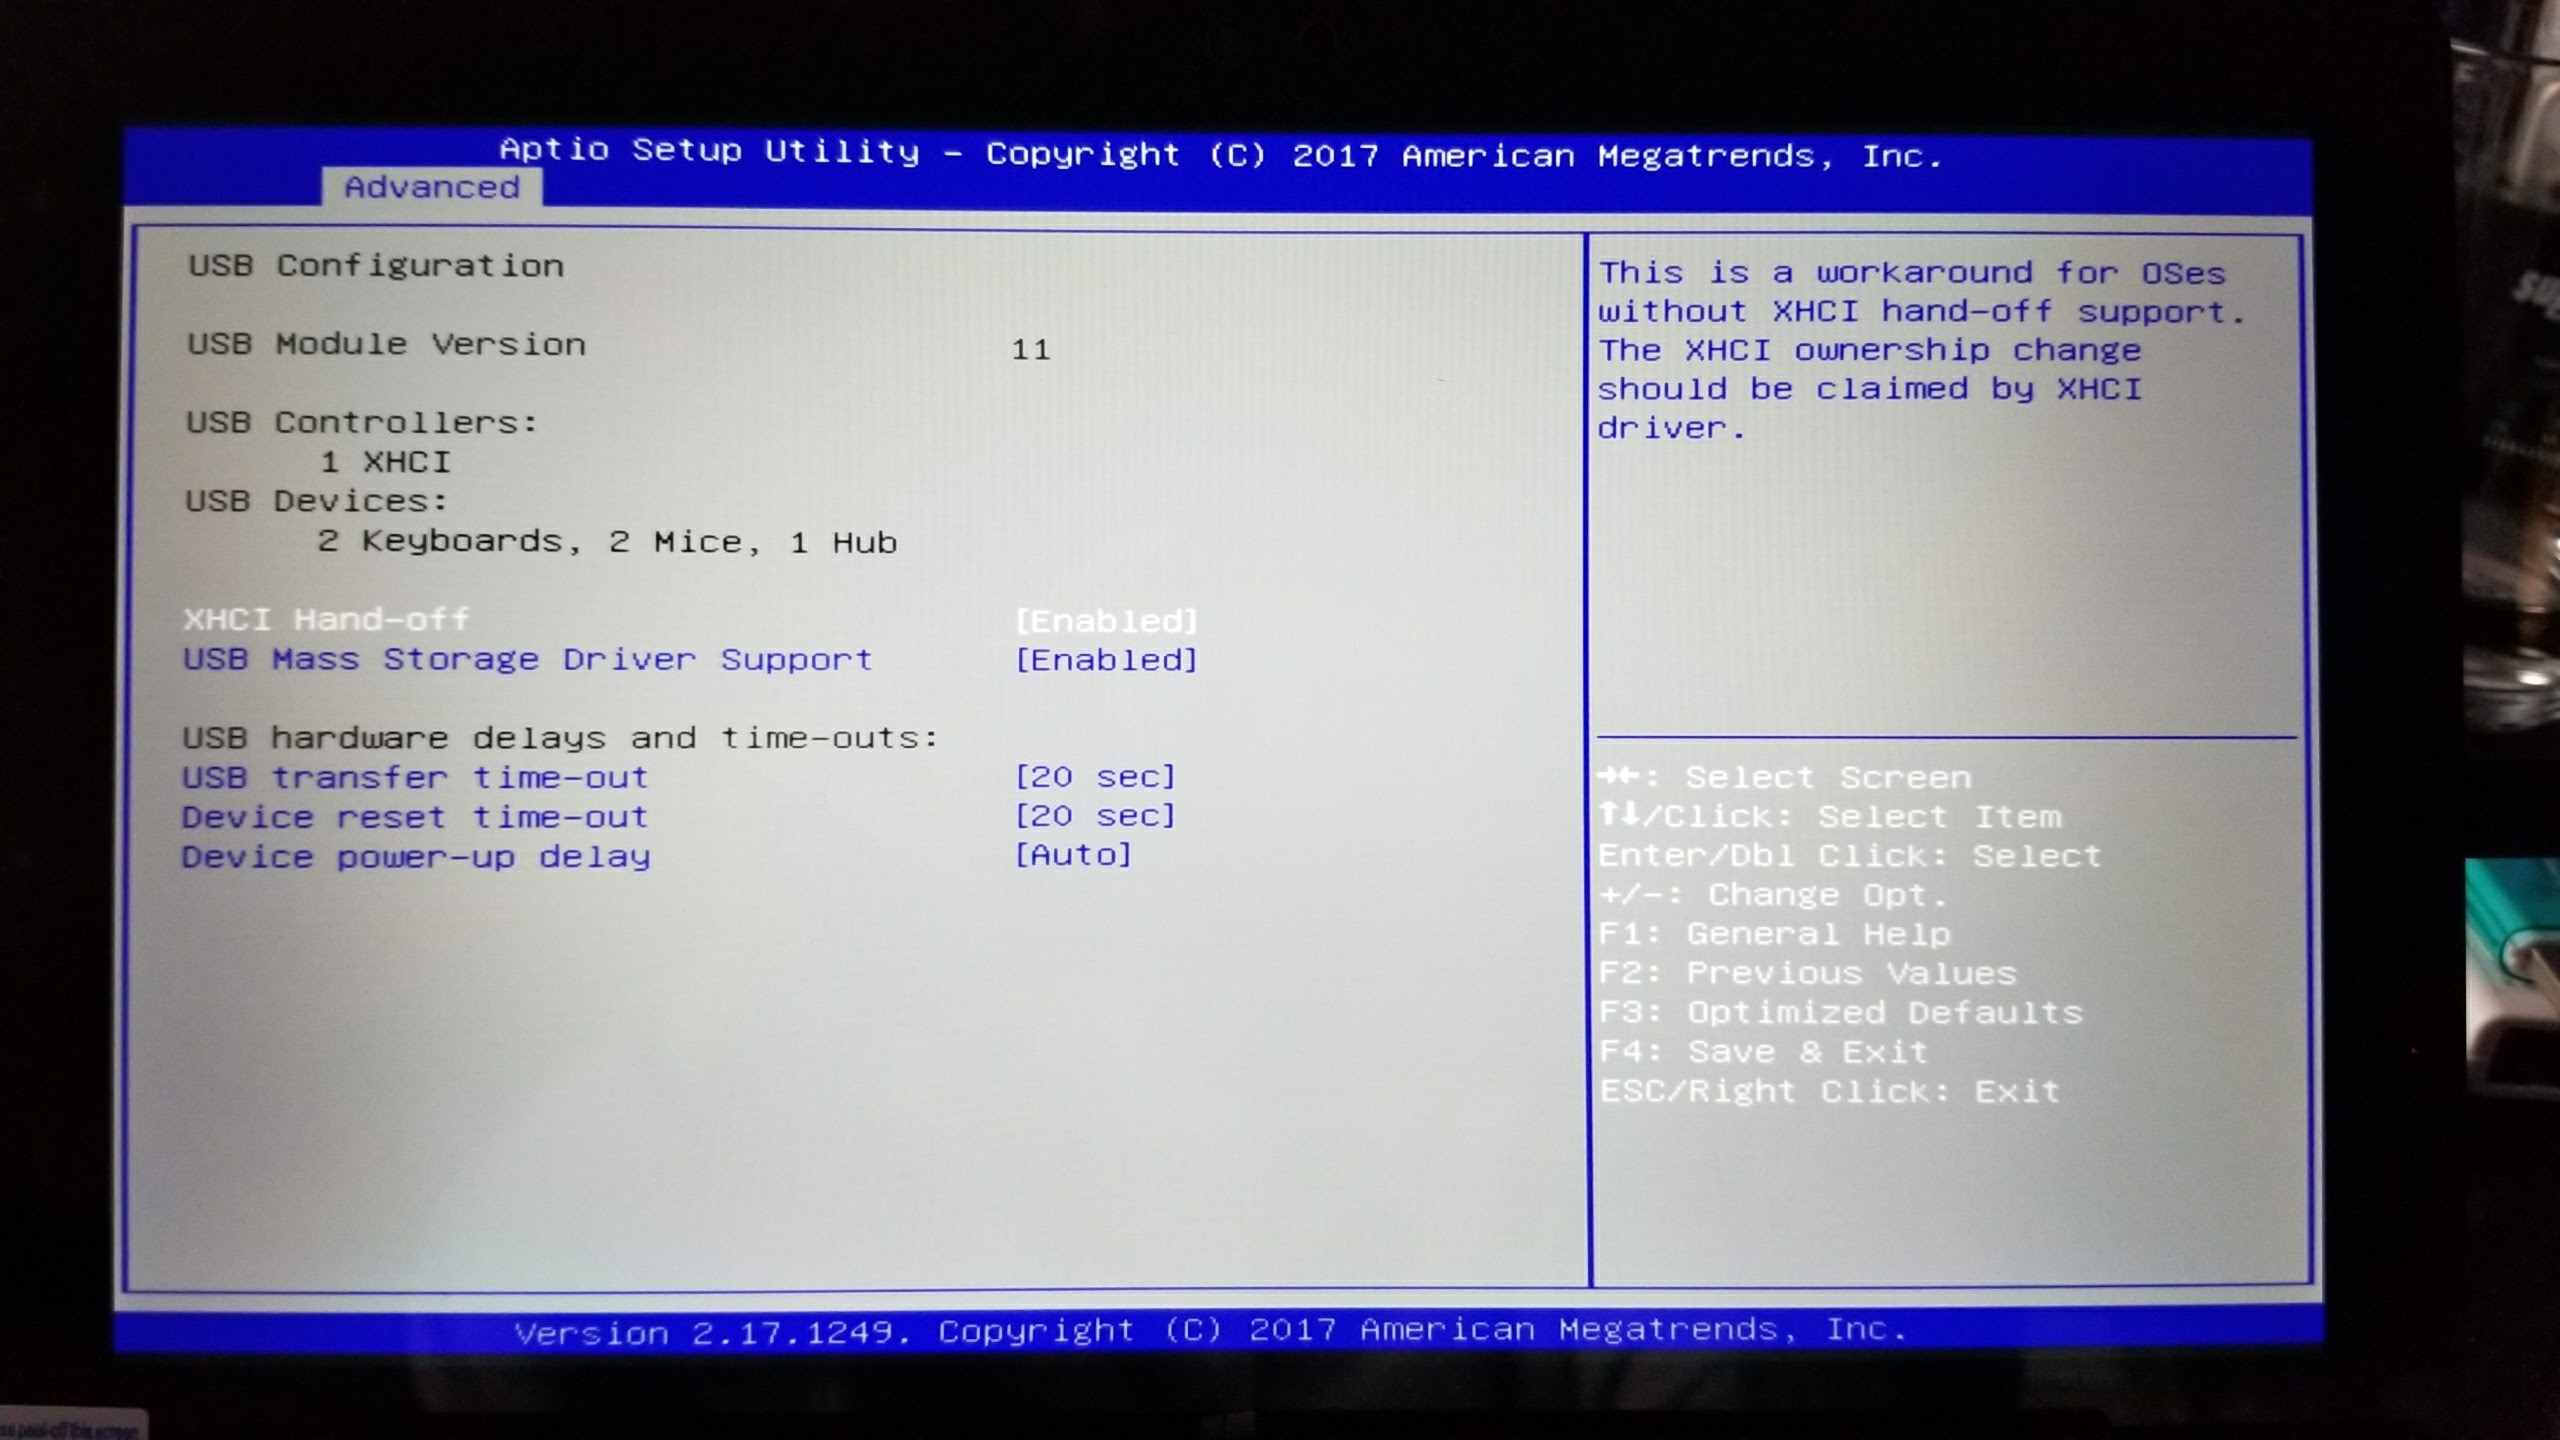 Aptio Setup Utility - Copyright (C) 2017 American Megatrends, Inc.
Advanced
USB Configuration
USB Module Version 11
USB Controllers:
1 XHCI
USB Devices:
2 Keyboards, 2 Mice, 1 Hub
XHCI Hand-off [Enabled]
USB Mass Storage Driver Support [Enabled]
USB hardware delays and time-outs:
USB transfer time-out [20 sec]
Device reset time-out [20 sec]
Device power-up delay [Auto]
This is a workaround for OSes
without XHCI hand-off support.
The XHCI ownership change
should be claimed by XHCI
driver.
→←: Select Screen
↑↓/Click: Select Item
Enter/Dbl Click: Select
+/-: Change Opt.
F1: General Help
F2: Previous Values
F3: Optimized Defaults
F4: Save & Exit
ESC/Right Click: Exit
Version 2.17.1249. Copyright (C) 2017 American Megatrends, Inc.
peel-off this screen